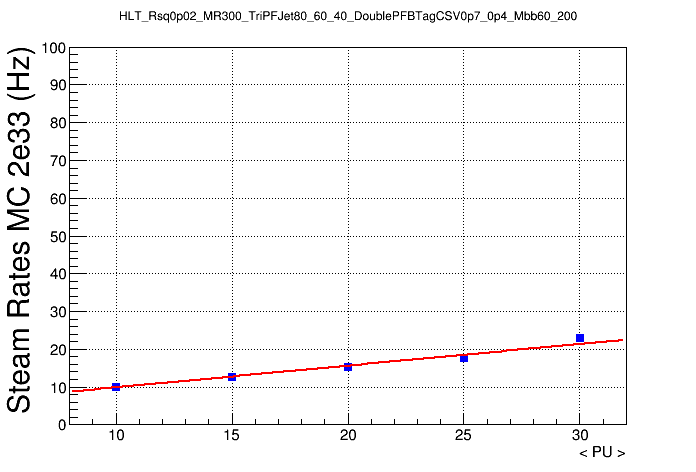 HLT_Rsq0p02_MR300_TriPFJet80_60_40_DoublePFBTagCSV0p7_0p4_Mbb60_200
Steam Rates MC 2e33 (Hz)
100
90
80
70
60
50
40
30
20
10
0
10 15 20 25 30
< PU >